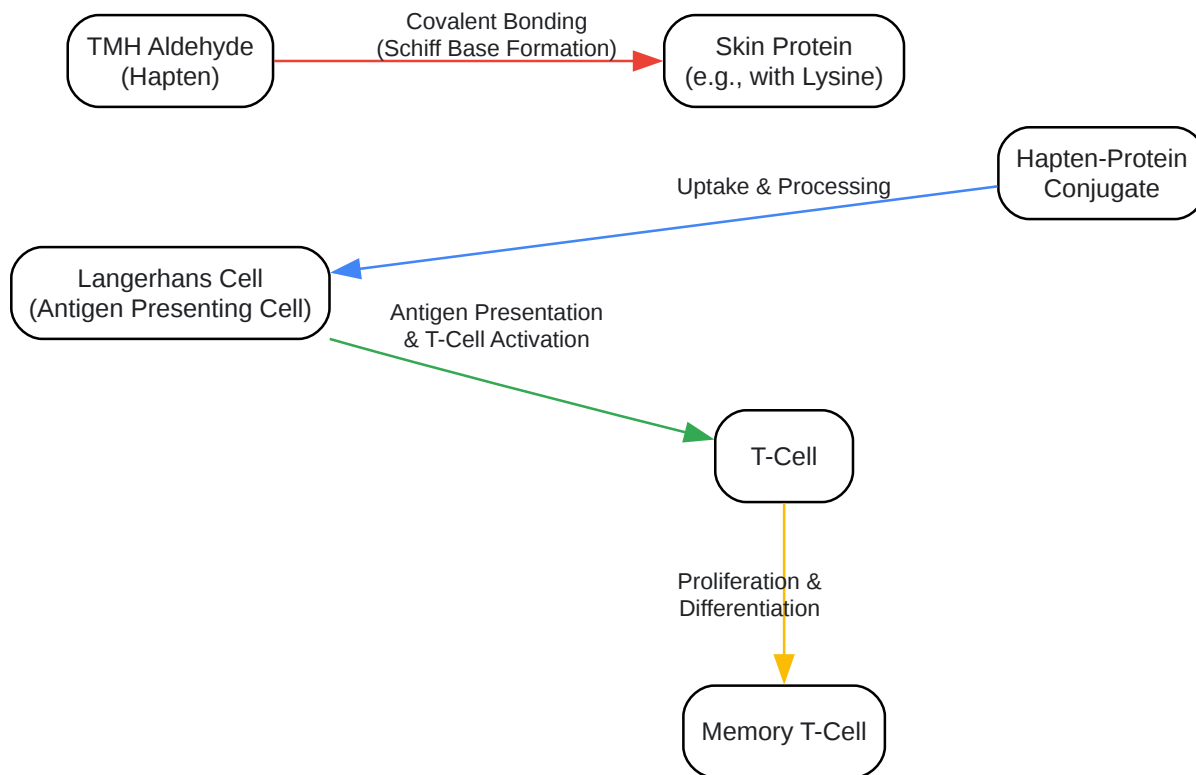 Covalent Bonding
(Schiff Base Formation)
TMH Aldehyde
(Hapten)
Skin Protein
(e.g., with Lysine)
Hapten-Protein
Conjugate
Uptake & Processing
Langerhans Cell
(Antigen Presenting Cell)
Antigen Presentation
& T-Cell Activation
T-Cell
Proliferation &
Differentiation
Memory T-Cell